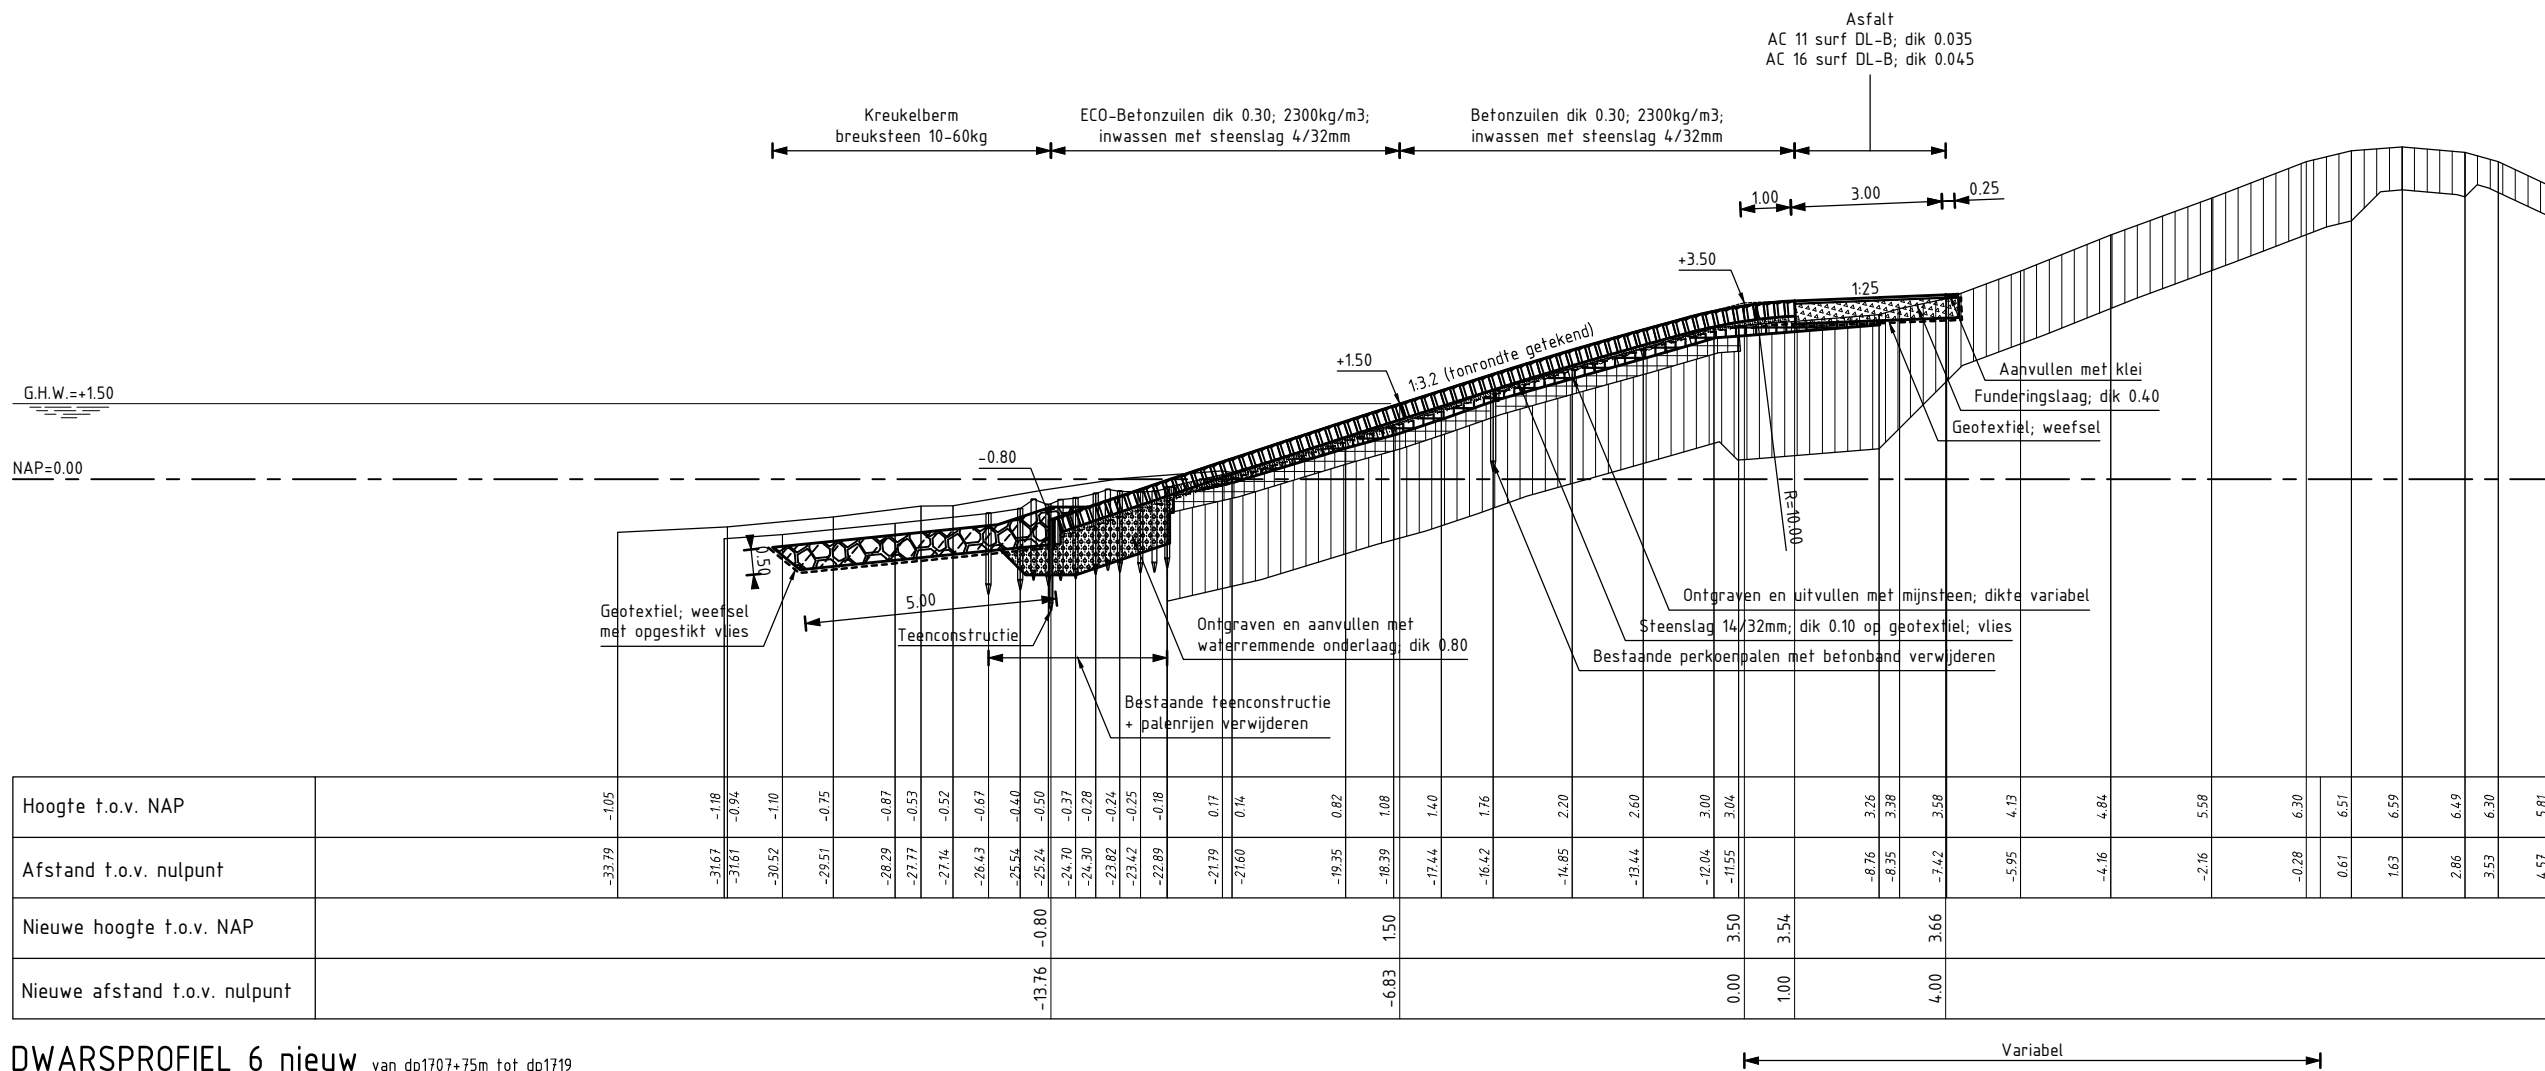 Asfalt
AC 11 surf DL-B; dik 0.035
AC 16 surf DL-B; dik 0.045
Kreukelberm
breuksteen 10-60kg
ECO-Betonzuilen dik 0.30; 2300kg/m3;
inwassen met steenslag 4/32mm
Betonzuilen dik 0.30; 2300kg/m3;
inwassen met steenslag 4/32mm
1.00
3.00
0.25
+3.50
1:25
+1.50
1:3.2 (tonrondte getekend)
G.H.W.=+1.50
Aanvullen met klei
Funderingslaag; dik 0.40
Geotextiel; weefsel
-0.80
NAP=0.00
R=10.00
0.50
5.00
Geotextiel; weefsel
met opgestikt vlies
Teenconstructie
Ontgraven en aanvullen met
waterremmende onderlaag; dik 0.80
Ontgraven en uitvullen met mijnsteen; dikte variabel
Steenslag 14/32mm; dik 0.10 op geotextiel; vlies
Bestaande perkoenpalen met betonband verwijderen
Bestaande teenconstructie
+ palenrijen verwijderen
Hoogte t.o.v. NAP -1.05 -1.18 -0.94 -1.10 -0.75 -0.87 -0.53 -0.52 -0.67 -0.40 -0.50 -0.37 -0.28 -0.24 -0.25 -0.18 0.17 0.14 0.82 1.08 1.40 1.76 2.20 2.60 3.00 3.04 3.26 3.38 3.58 4.13 4.84 5.58 6.30 6.51 6.59 6.49 6.30 5.81
Afstand t.o.v. nulpunt -33.79 -31.67 -31.61 -30.52 -29.51 -28.29 -27.77 -27.14 -26.43 -25.54 -25.24 -24.70 -24.30 -23.82 -23.42 -22.89 -21.79 -21.60 -19.35 -18.39 -17.44 -16.42 -14.85 -13.44 -12.04 -11.55 -8.76 -8.35 -7.42 -5.95 -4.16 -2.16 -0.28 0.61 1.63 2.86 3.53 4.57
Nieuwe hoogte t.o.v. NAP -0.80 1.50 3.50 3.54 3.66
Nieuwe afstand t.o.v. nulpunt -13.76 -6.83 0.00 1.00 4.00
DWARSPROFIEL 6 nieuw van dp1707+75m tot dp1719
Variabel